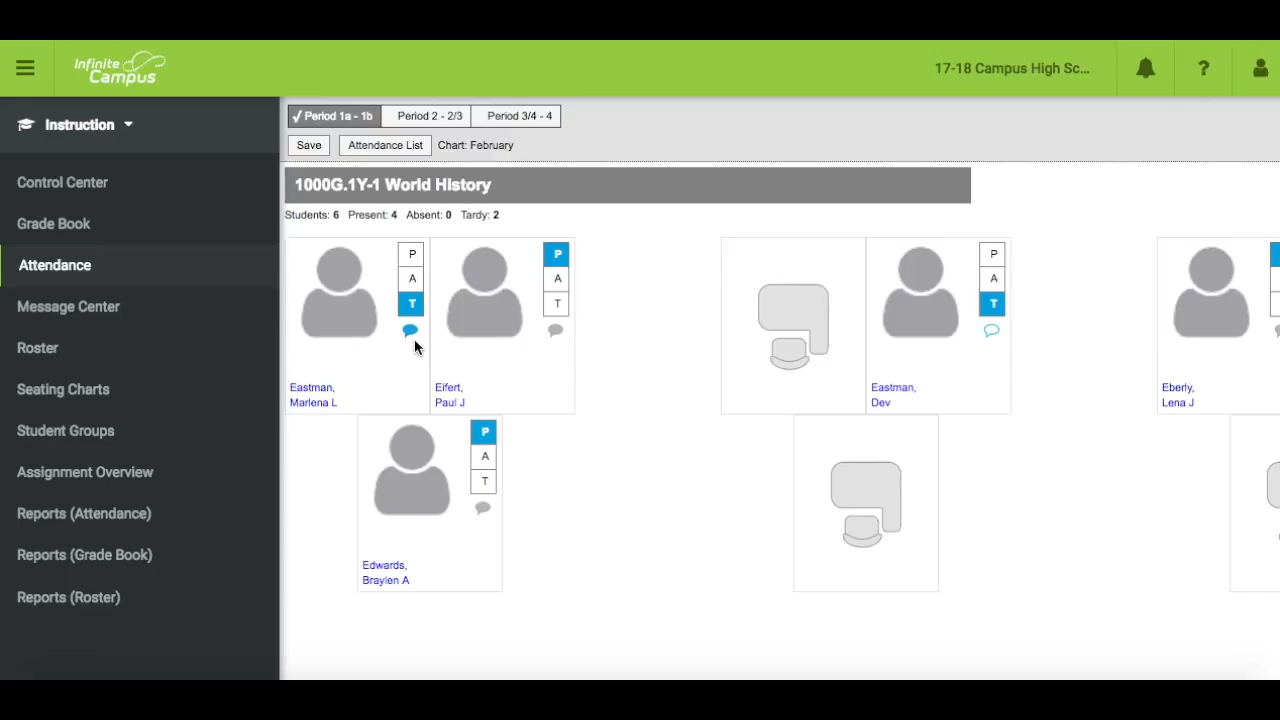 Infinite
Campus
17-18 Campus High Sc...
?
Instruction
Control Center
Grade Book
Attendance
Message Center
Roster
Seating Charts
Student Groups
Assignment Overview
Reports (Attendance)
Reports (Grade Book)
Reports (Roster)
√ Period 1a - 1b Period 2 - 2/3 Period 3/4 - 4
Save Attendance List Chart: February
1000G.1Y-1 World History
Students: 6 Present: 4 Absent: 0 Tardy: 2
P
A
T
Eastman,
Marlena L
P
A
T
Eifert,
Paul J
P
A
T
Eastman,
Dev
Eberly,
Lena J
P
A
T
Edwards,
Braylen A